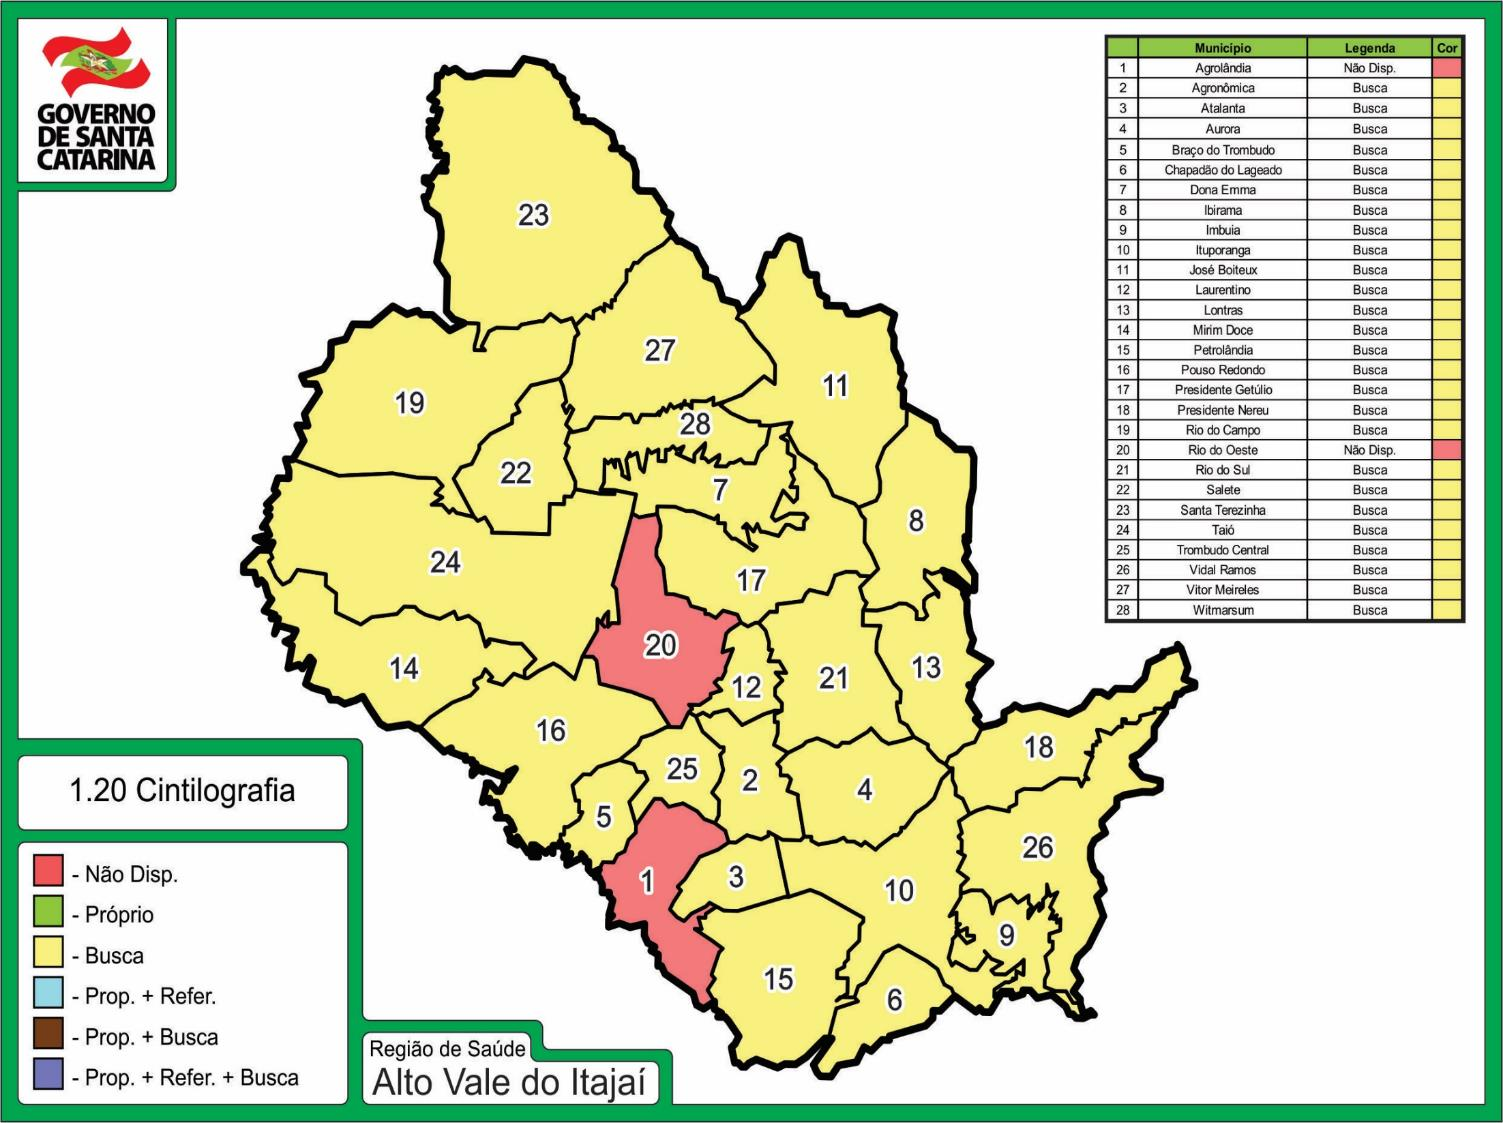 GOVERNO
DE SANTA
CATARINA
Município Legenda Cor
1 Agrolândia Não Disp.
2 Agronômica Busca
3 Atalanta Busca
4 Aurora Busca
5 Braço do Trombudo Busca
6 Chapadão do Lageado Busca
7 Dona Emma Busca
8 Ibirama Busca
9 Imbuia Busca
10 Ituporanga Busca
11 José Boiteux Busca
12 Laurentino Busca
13 Lontras Busca
14 Mirim Doce Busca
15 Petrolândia Busca
16 Pouso Redondo Busca
17 Presidente Getúlio Busca
18 Presidente Nereu Busca
19 Rio do Campo Busca
20 Rio do Oeste Não Disp.
21 Rio do Sul Busca
22 Salete Busca
23 Santa Terezinha Busca
24 Taió Busca
25 Trombudo Central Busca
26 Vidal Ramos Busca
27 Vitor Meireles Busca
28 Witmarsum Busca
23
27
11
19
28
22
7
8
24
17
20
14
13
12
21
16
18
25
2
4
5
26
3
1
10
9
15
6
1.20 Cintilografia
- Não Disp.
- Próprio
- Busca
- Prop. + Refer.
- Prop. + Busca
- Prop. + Refer. + Busca
Região de Saúde
Alto Vale do Itajaí